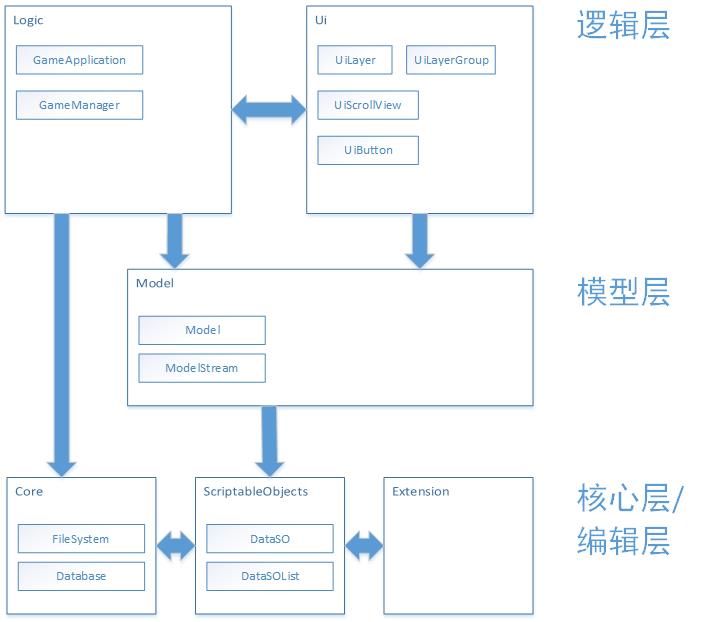 Logic
Ui
逻辑层
GameApplication
UiLayer
UiLayerGroup
GameManager
UiScrollView
UiButton
Model
模型层
Model
ModelStream
Core
ScriptableObjects
Extension
核心层/
编辑层
FileSystem
DataSO
Database
DataSOList